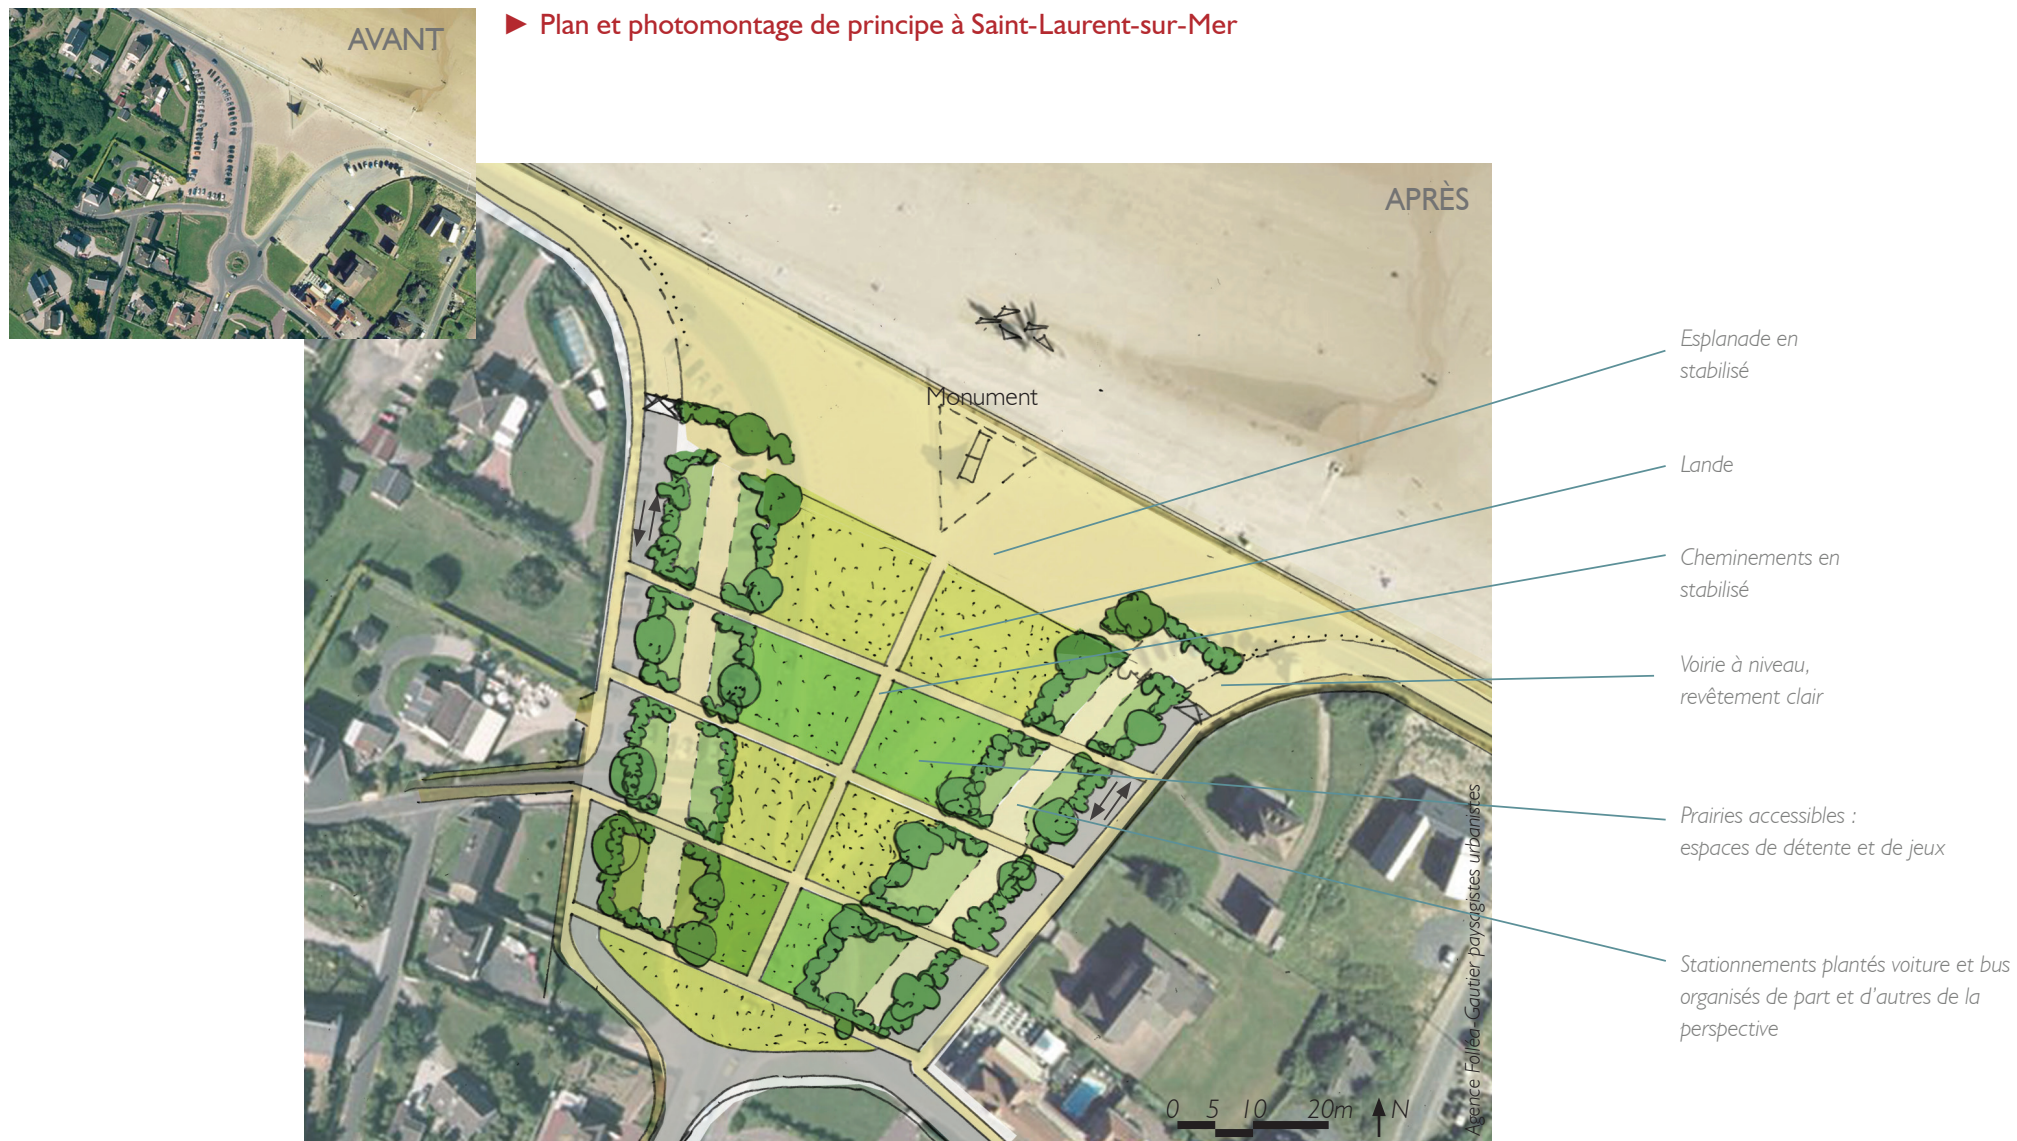 ► Plan et photomontage de principe à Saint-Laurent-sur-Mer
AVANT
APRÈS
Monument
Esplanade en
stabilisé
Lande
Cheminements en
stabilisé
Voirie à niveau,
revêtement clair
Prairies accessibles :
espaces de détente et de jeux
Stationnements plantés voiture et bus
organisés de part et d'autres de la
perspective
Agence Folléa-Gautier paysagistes urbanistes
0 5 10 20m N